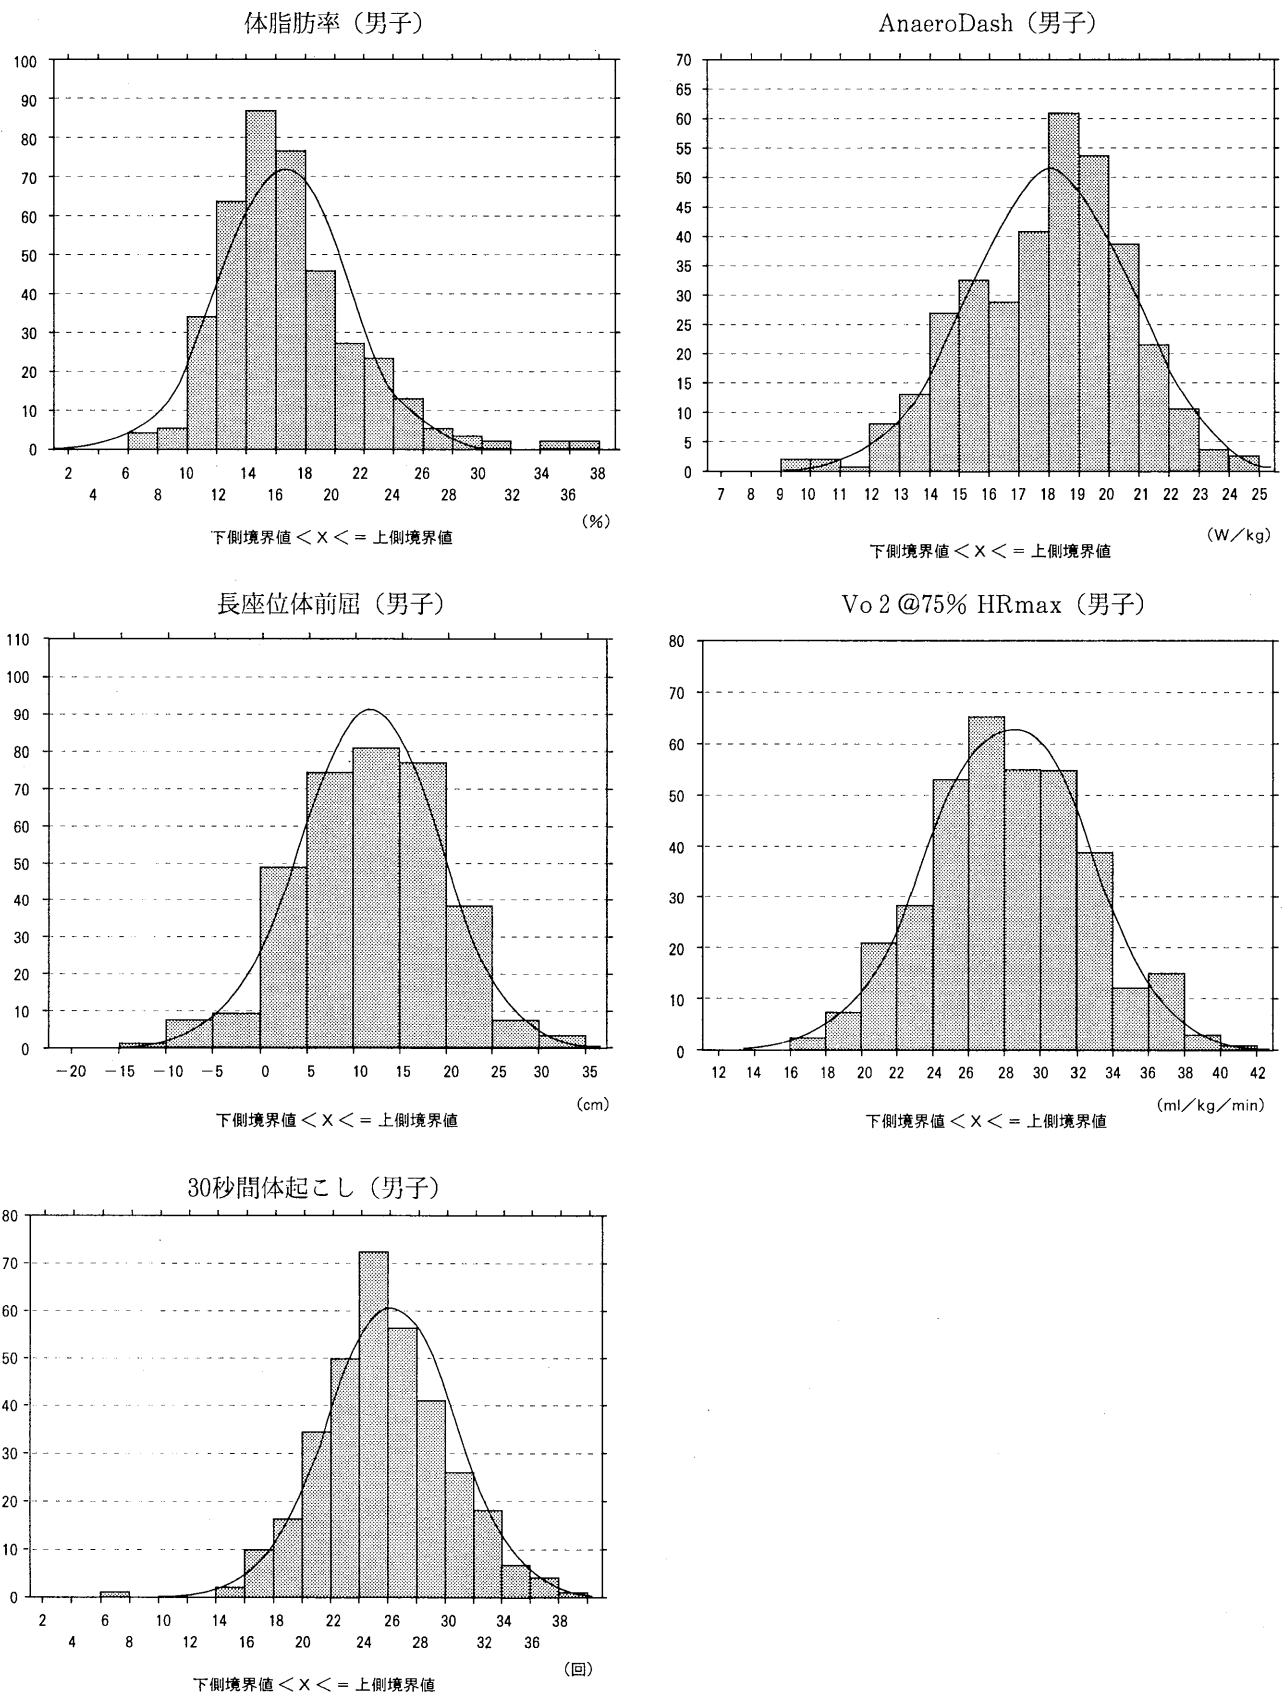 体脂肪率（男子）
100
90
80
70
60
50
40
30
20
10
0
2 6 10 14 18 20 22 26 30 34 38
4 8 12 16 20 24 28 32 36
(%)
下側境界値＜X＜＝上側境界値
AnaeroDash（男子）
70
65
60
55
50
45
40
35
30
25
20
15
10
5
0
7 8 9 10 11 12 13 14 15 16 17 18 19 20 21 22 23 24 25
(W／kg)
下側境界値＜X＜＝上側境界値
長座位体前屈（男子）
110
100
90
80
70
60
50
40
30
20
10
0
−20 −15 −10 −5 0 5 10 15 20 25 30 35
(cm)
下側境界値＜X＜＝上側境界値
Vo 2 @75% HRmax（男子）
80
70
60
50
40
30
20
10
0
12 14 16 18 20 22 24 26 28 30 32 34 36 38 40 42
(ml／kg／min)
下側境界値＜X＜＝上側境界値
30秒間体起こし（男子）
80
70
60
50
40
30
20
10
0
2 6 10 14 18 22 26 30 34 38
4 8 12 16 20 24 28 32 36
(回)
下側境界値＜X＜＝上側境界値